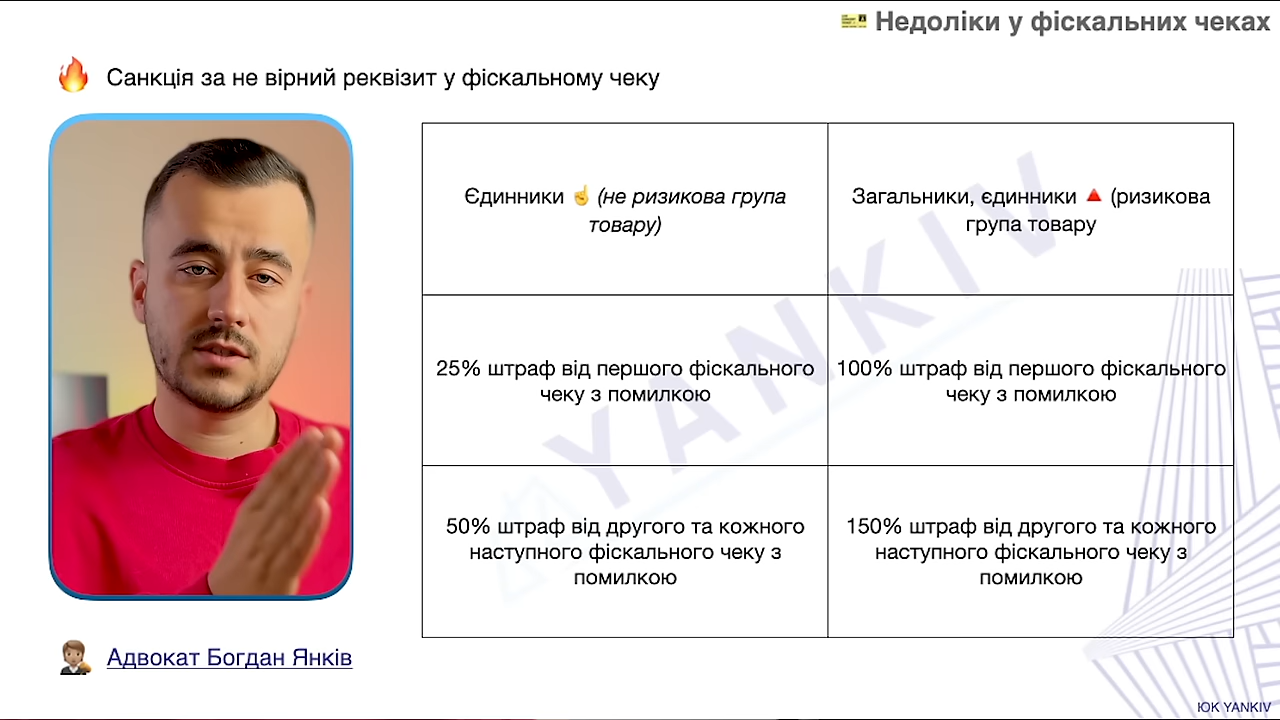 Недоліки у фіскальних чеках
Санкція за не вірний реквізит у фіскальному чеку
Єдинники ☝ (не ризикова група
товару)
Загальники, єдинники 🔺 (ризикова
група товару
25% штраф від першого фіскального
чеку з помилкою
100% штраф від першого фіскального
чеку з помилкою
50% штраф від другого та кожного
наступного фіскального чеку з
помилкою
150% штраф від другого та кожного
наступного фіскального чеку з
помилкою
YANKIV
Адвокат Богдан Янків
ЮК YANKIV